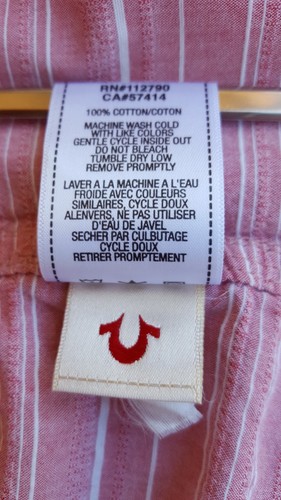 RN#112790
CA#57414
100% COTTON/COTON
MACHINE WASH COLD
WITH LIKE COLORS
GENTLE CYCLE INSIDE OUT
DO NOT BLEACH
TUMBLE DRY LOW
REMOVE PROMPTLY
LAVER A LA MACHINE A L'EAU
FROIDE AVEC COULEURS
SIMILAIRES, CYCLE DOUX
ALENVERS, NE PAS UTILISER
D'EAU DE JAVEL
SECHER PAR CULBUTAGE
CYCLE DOUX
RETIRER PROMPTEMENT